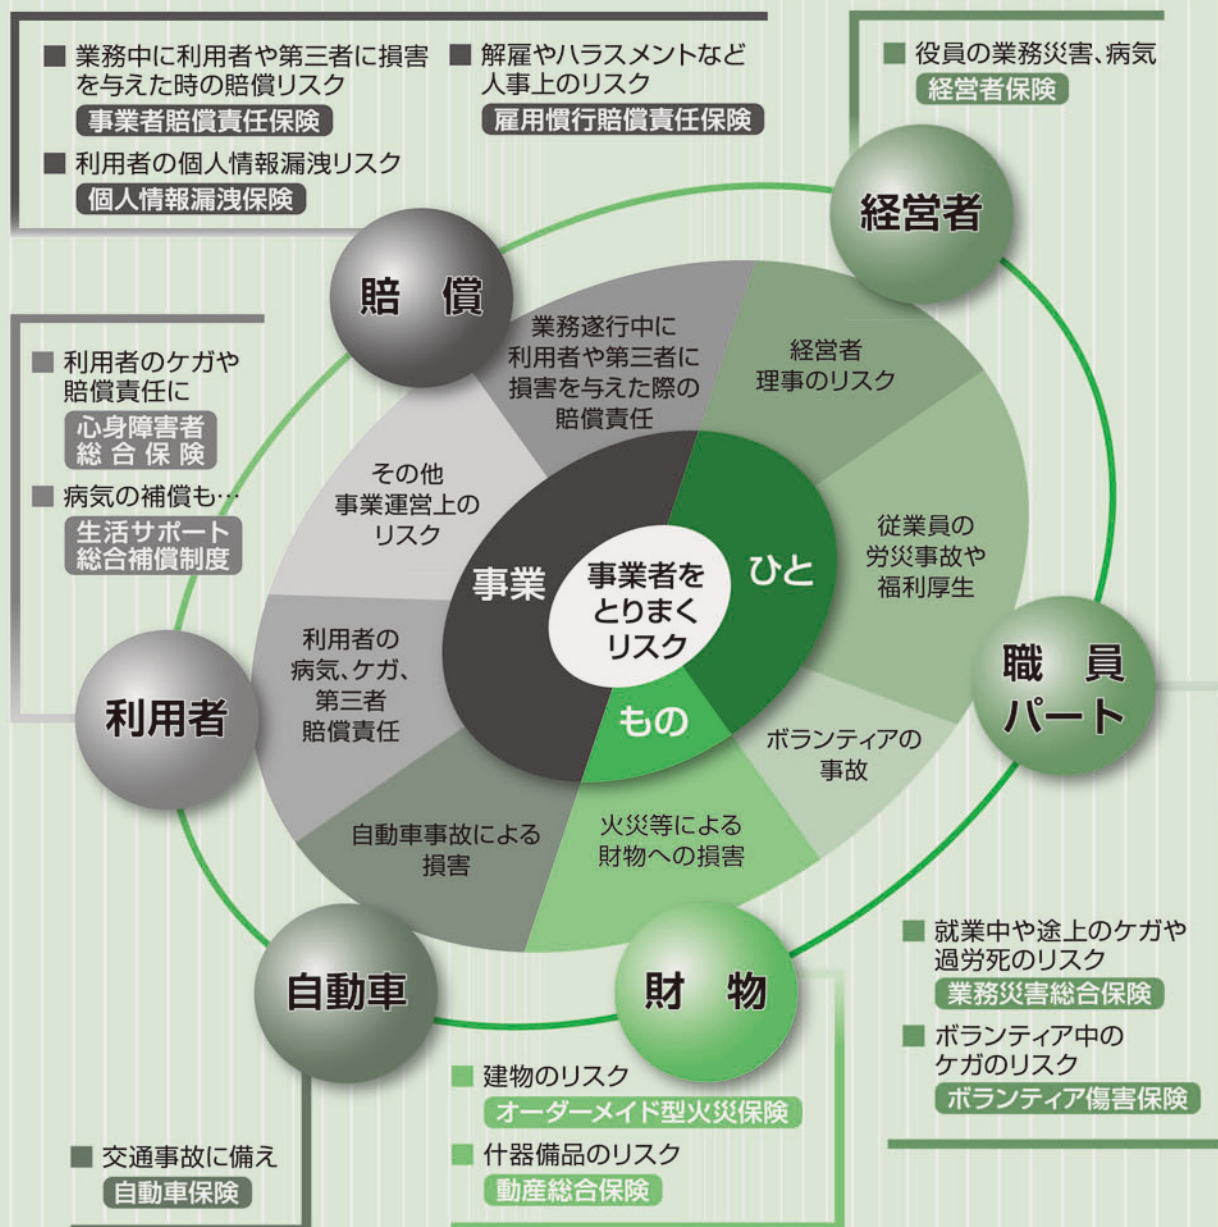 ■ 業務中に利用者や第三者に損害
を与えた時の賠償リスク
事業者賠償責任保険
■ 利用者の個人情報漏洩リスク
個人情報漏洩保険
■ 解雇やハラスメントなど
人事上のリスク
雇用慣行賠償責任保険
■ 役員の業務災害、病気
経営者保険
経営者
賠 償
■ 利用者のケガや
賠償責任に
心身障害者
総合保険
■ 病気の補償も…
生活サポート
総合補償制度
業務遂行中に
利用者や第三者に
損害を与えた際の
賠償責任
経営者
理事のリスク
その他
事業運営上の
リスク
従業員の
労災事故や
福利厚生
事業
事業者を
とりまく
リスク
ひと
もの
利用者の
病気、ケガ、
第三者
賠償責任
利用者
職 員
パート
ボランティアの
事故
自動車事故による
損害
火災等による
財物への損害
自動車
財 物
■ 就業中や途上のケガや
過労死のリスク
業務災害総合保険
■ ボランティア中の
ケガのリスク
ボランティア傷害保険
■ 建物のリスク
オーダーメイド型火災保険
■ 什器備品のリスク
動産総合保険
■ 交通事故に備え
自動車保険